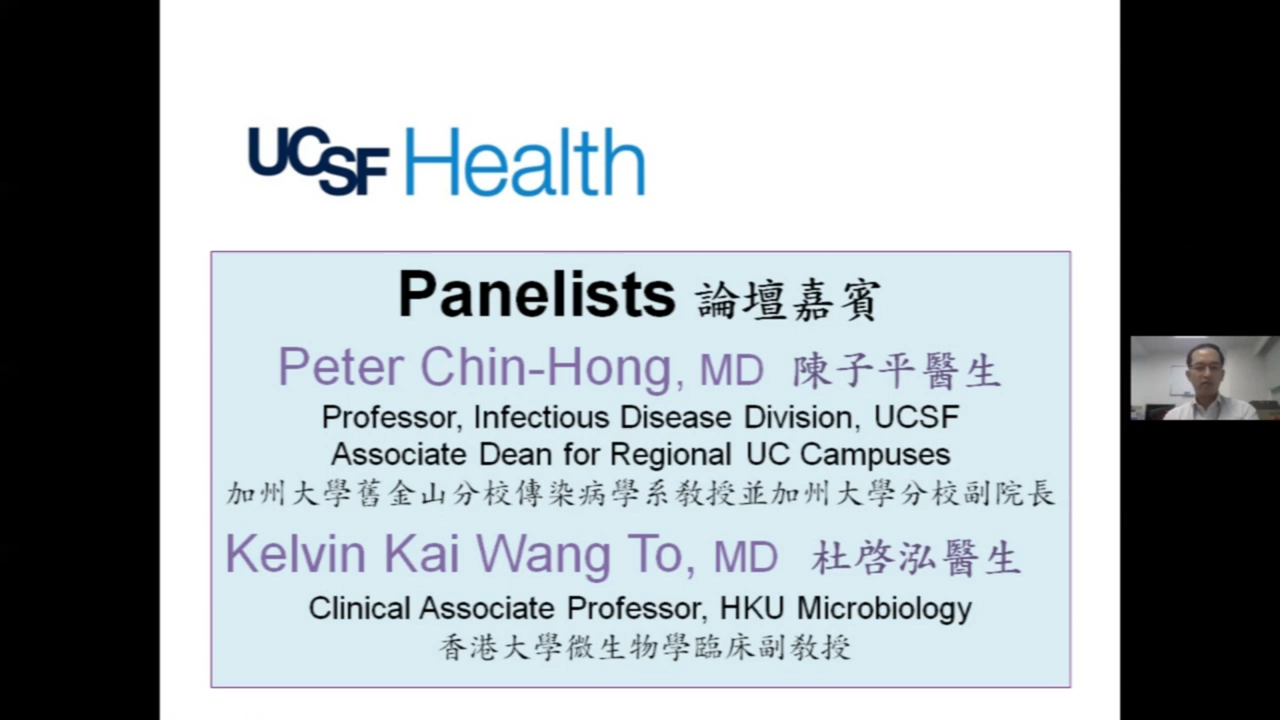 UCSF Health
Panelists 論壇嘉賓
Peter Chin-Hong, MD 陳子平醫生
Professor, Infectious Disease Division, UCSF
Associate Dean for Regional UC Campuses
加州大學舊金山分校傳染病學系教授並加州大學分校副院長
Kelvin Kai Wang To, MD 杜啓泓醫生
Clinical Associate Professor, HKU Microbiology
香港大學微生物學臨床副教授